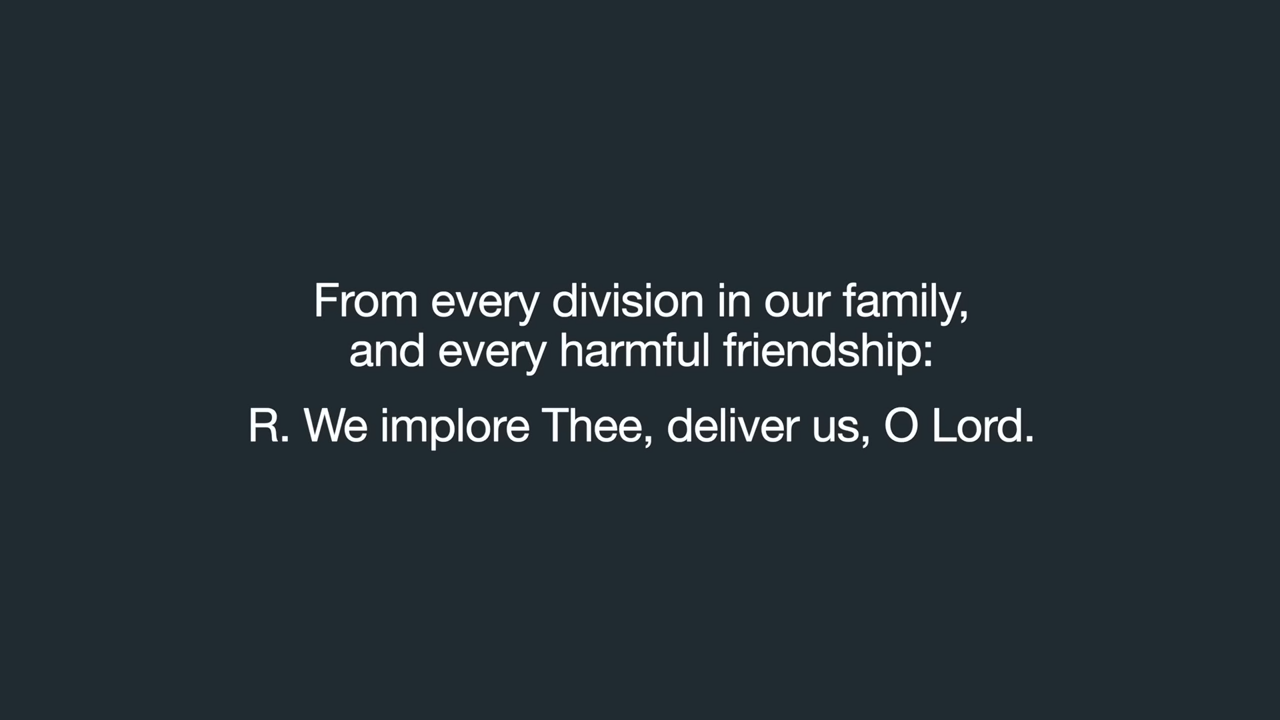 From every division in our family,
and every harmful friendship:
R. We implore Thee, deliver us, O Lord.